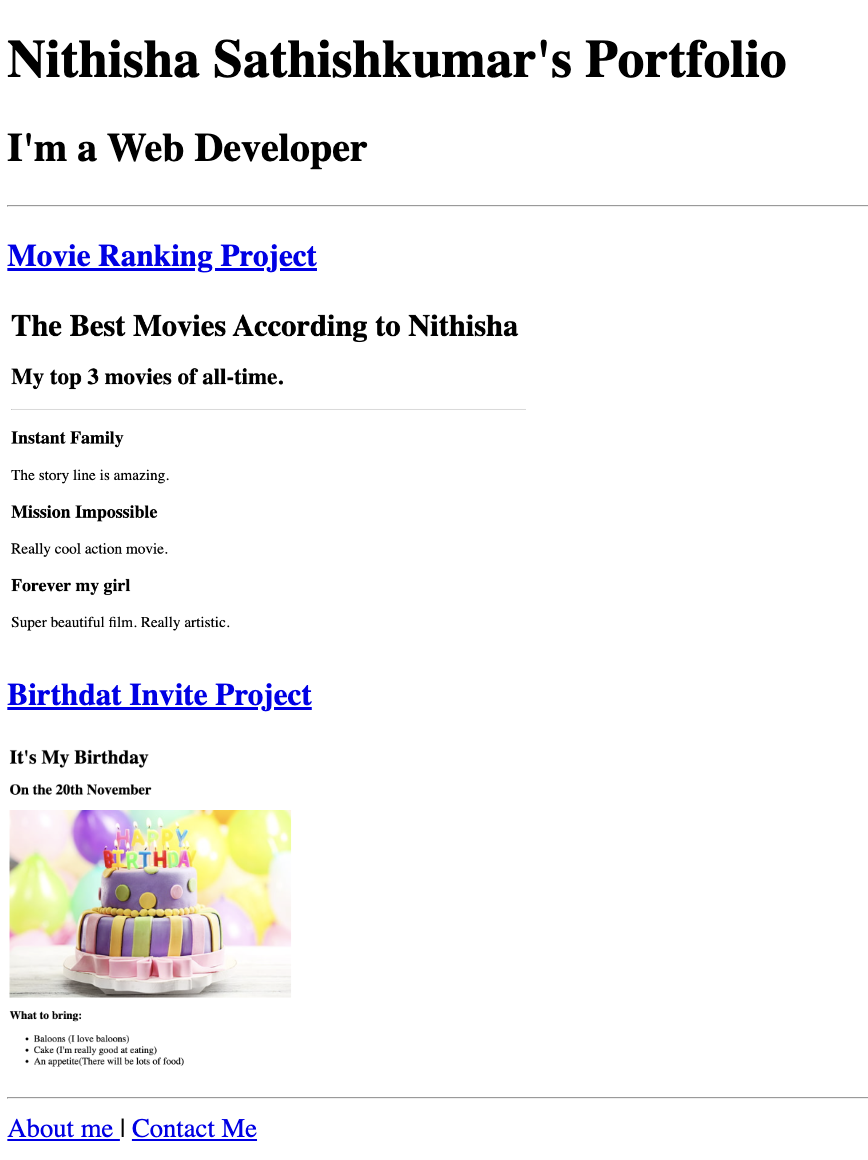 Nithisha Sathishkumar's Portfolio
I'm a Web Developer
Movie Ranking Project
The Best Movies According to Nithisha
My top 3 movies of all-time.
Instant Family
The story line is amazing.
Mission Impossible
Really cool action movie.
Forever my girl
Super beautiful film. Really artistic.
Birthdat Invite Project
It's My Birthday
On the 20th November
HAPPY
BIRTHDAY
What to bring:
• Baloons (I love baloons)
• Cake (I'm really good at eating)
• An appetite(There will be lots of food)
About me | Contact Me